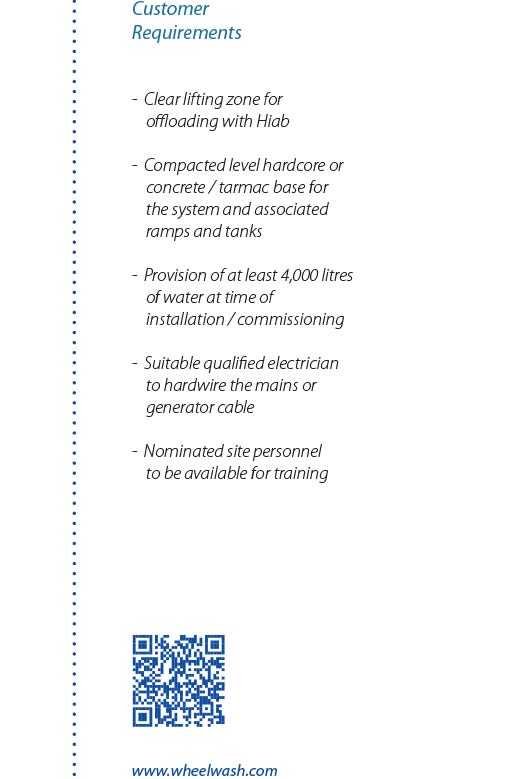 Customer
Requirements
- Clear lifting zone for
offloading with Hiab
- Compacted level hardcore or
concrete / tarmac base for
the system and associated
ramps and tanks
- Provision of at least 4,000 litres
of water at time of
installation / commissioning
- Suitable qualified electrician
to hardwire the mains or
generator cable
- Nominated site personnel
to be available for training
www.wheelwash.com